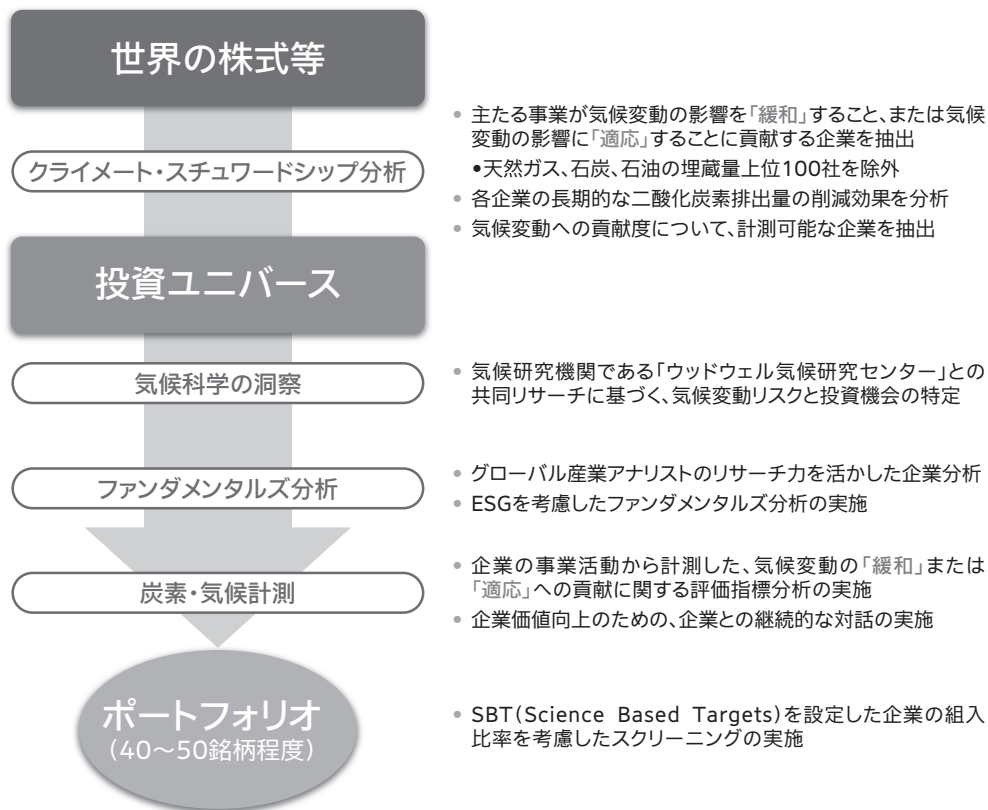 世界の株式等
• 主たる事業が気候変動の影響を「緩和」すること、または気候
変動の影響に「適応」することに貢献する企業を抽出
•天然ガス、石炭、石油の埋蔵量上位100社を除外
• 各企業の長期的な二酸化炭素排出量の削減効果を分析
• 気候変動への貢献度について、計測可能な企業を抽出
クライメート・スチュワードシップ分析
投資ユニバース
気候科学の洞察
• 気候研究機関である「ウッドウェル気候研究センター」との
共同リサーチに基づく、気候変動リスクと投資機会の特定
ファンダメンタルズ分析
• グローバル産業アナリストのリサーチ力を活かした企業分析
• ESGを考慮したファンダメンタルズ分析の実施
炭素・気候計測
• 企業の事業活動から計測した、気候変動の「緩和」または
「適応」への貢献に関する評価指標分析の実施
• 企業価値向上のための、企業との継続的な対話の実施
ポートフォリオ
(40〜50銘柄程度)
• SBT(Science Based Targets)を設定した企業の組入
比率を考慮したスクリーニングの実施